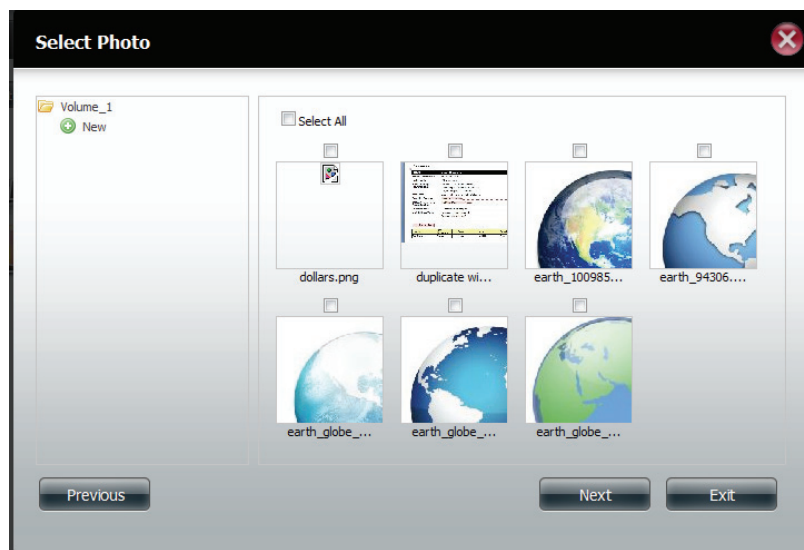 Select Photo
Volume_1
New
Select All
dollars.png
duplicate wi...
earth_100985...
earth_94306....
earth_globe_...
earth_globe_...
earth_globe_...
Previous
Next
Exit